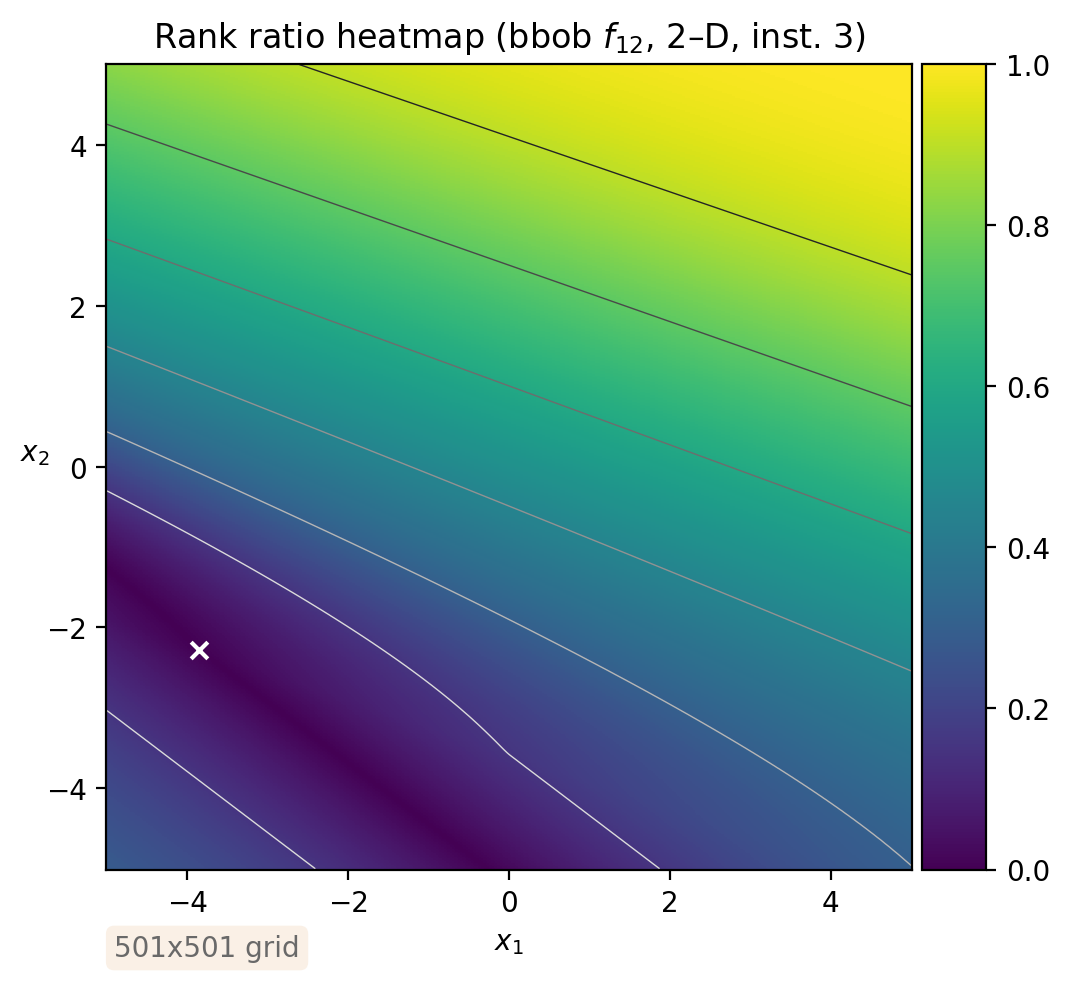 Rank ratio heatmap (bbob f₁₂, 2–D, inst. 3)
1.0
0.8
0.6
0.4
0.2
0.0
4
2
0
−2
−4
x₂
−4 −2 0 2 4
x₁
501x501 grid